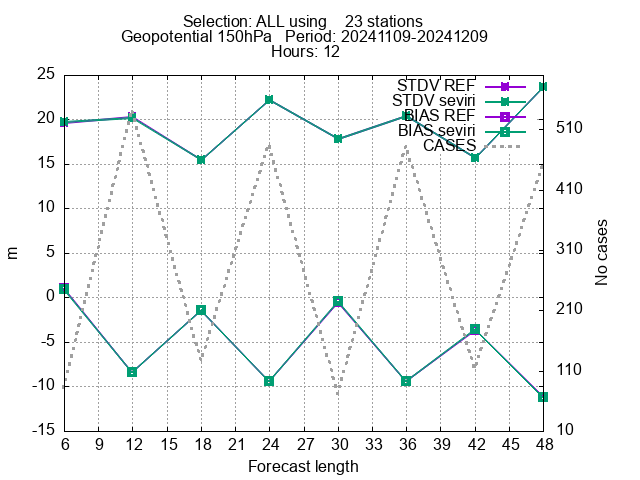 Selection: ALL using    23 stations
Geopotential 150hPa   Period: 20241109-20241209
Hours: 12
25
20
15
10
5
0
-5
-10
-15
m
STDV REF
STDV seviri
BIAS REF
BIAS seviri
CASES
510
410
310
210
110
10
No cases
6 9 12 15 18 21 24 27 30 33 36 39 42 45 48
Forecast length